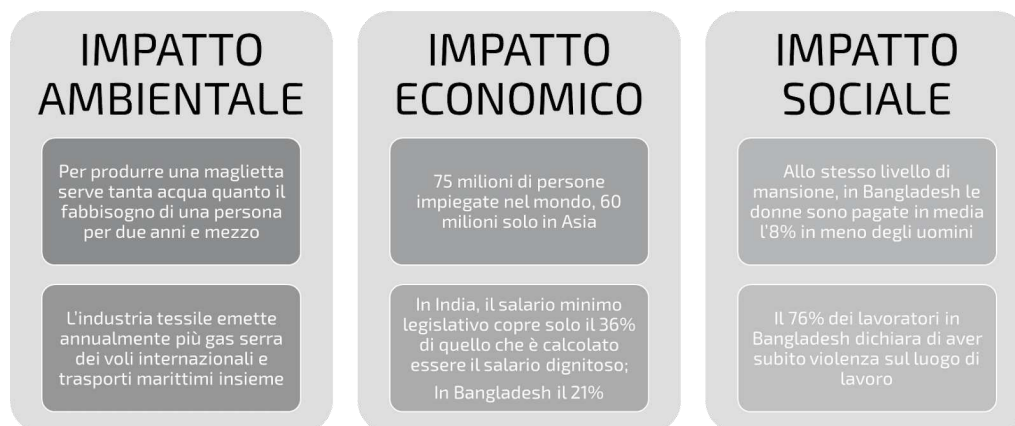 IMPATTO
AMBIENTALE
Per produrre una maglietta
serve tanta acqua quanto il
fabbisogno di una persona
per due anni e mezzo
L'industria tessile emette
annualmente più gas serra
dei voli internazionali e
trasporti marittimi insieme
IMPATTO
ECONOMICO
75 milioni di persone
impiegate nel mondo, 60
milioni solo in Asia
In India, il salario minimo
legislativo copre solo il 36%
di quello che è calcolato
essere il salario dignitoso;
In Bangladesh il 21%
IMPATTO
SOCIALE
Allo stesso livello di
mansione, in Bangladesh le
donne sono pagate in media
l'8% in meno degli uomini
Il 76% dei lavoratori in
Bangladesh dichiara di aver
subito violenza sul luogo di
lavoro